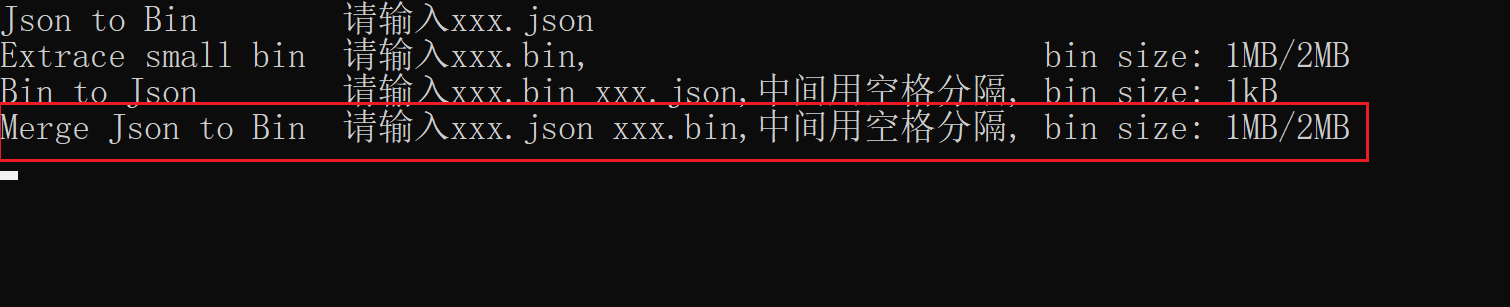 Json to Bin 请输入xxx.json
Extrace small bin 请输入xxx.bin, bin size: 1MB/2MB
Bin to Json 请输入xxx.bin xxx.json,中间用空格分隔, bin size: 1kB
Merge Json to Bin 请输入xxx.json xxx.bin,中间用空格分隔, bin size: 1MB/2MB